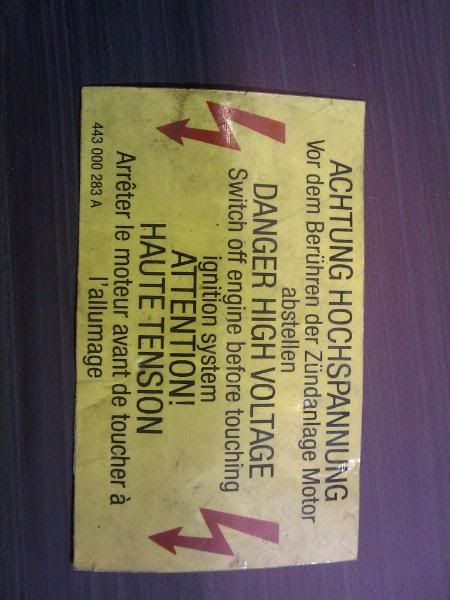 ACHTUNG HOCHSPANNUNG
Vor dem Berühren der Zündanlage Motor
abstellen
DANGER HIGH VOLTAGE
Switch off engine before touching
ignition system
ATTENTION!
HAUTE TENSION
Arrêter le moteur avant de toucher à
l'allumage
443 000 283 A